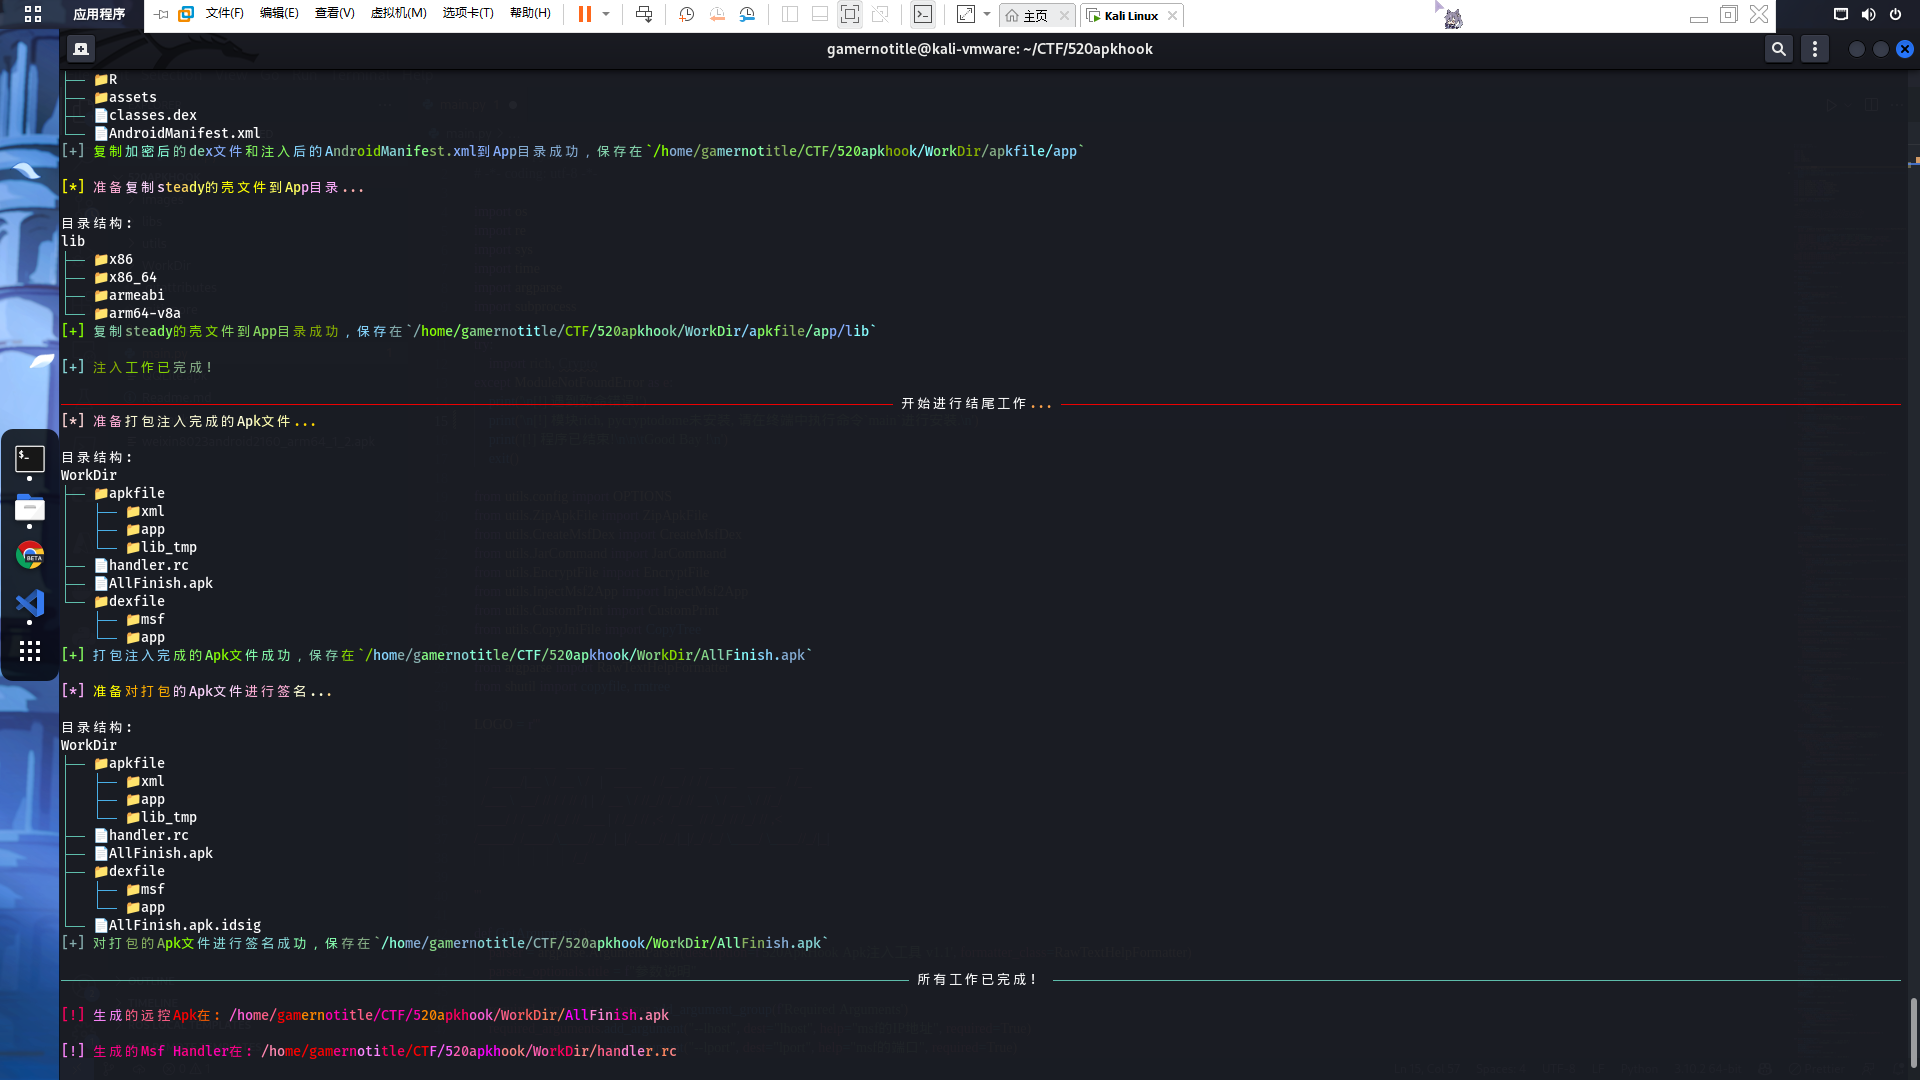 应用程序
文件(F) 编辑(E) 查看(V) 虚拟机(M) 选项卡(T) 帮助(H)
主页
Kali Linux
gamernotitle@kali-vmware: ~/CTF/520apkhook
R
assets
classes.dex
AndroidManifest.xml
[+] 复制加密后的dex文件和注入后的AndroidManifest.xml到App目录成功，保存在`/home/gamernotitle/CTF/520apkhook/WorkDir/apkfile/app`
[*] 准备复制steady的壳文件到App目录...
目录结构:
lib
x86
x86_64
armeabi
arm64-v8a
[+] 复制steady的壳文件到App目录成功，保存在`/home/gamernotitle/CTF/520apkhook/WorkDir/apkfile/app/lib`
[+] 注入工作已完成!
开始进行结尾工作...
[*] 准备打包注入完成的Apk文件...
目录结构:
WorkDir
apkfile
xml
app
lib_tmp
handler.rc
AllFinish.apk
dexfile
msf
app
[+] 打包注入完成的Apk文件成功，保存在`/home/gamernotitle/CTF/520apkhook/WorkDir/AllFinish.apk`
[*] 准备对打包的Apk文件进行签名...
目录结构:
WorkDir
apkfile
xml
app
lib_tmp
handler.rc
AllFinish.apk
dexfile
msf
app
AllFinish.apk.idsig
[+] 对打包的Apk文件进行签名成功，保存在`/home/gamernotitle/CTF/520apkhook/WorkDir/AllFinish.apk`
所有工作已完成!
[!] 生成的远控Apk在: /home/gamernotitle/CTF/520apkhook/WorkDir/AllFinish.apk
[!] 生成的Msf Handler在: /home/gamernotitle/CTF/520apkhook/WorkDir/handler.rc
BETA